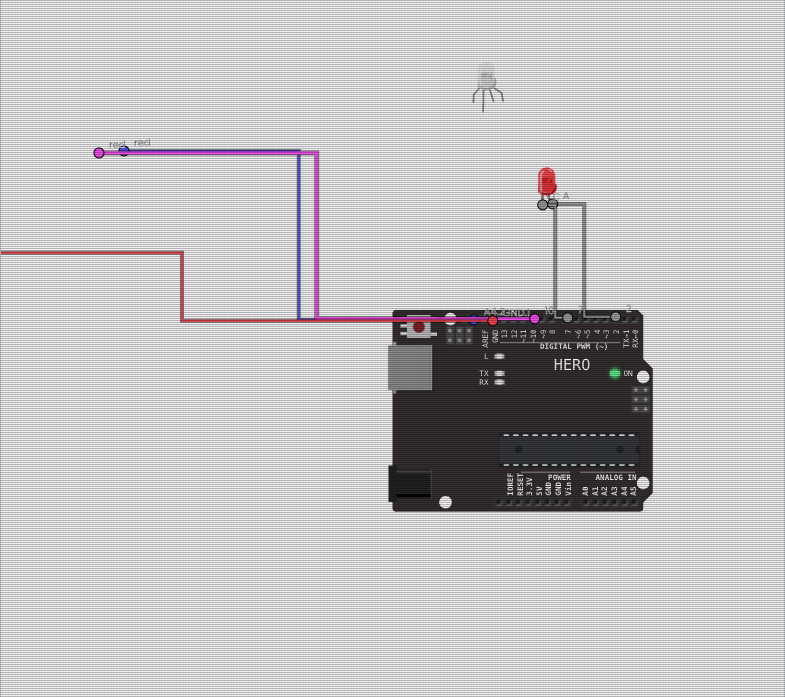 red red
A
GND
7
2
AREF
GND
13
12
~11
~10
~9
8
7
~6
~5
4
~3
2
TX→1
RX←0
DIGITAL PWM (~)
L
HERO
TX
ON
RX
POWER
ANALOG IN
IOREF
RESET
3.3V
5V
GND
GND
Vin
A0
A1
A2
A3
A4
A5